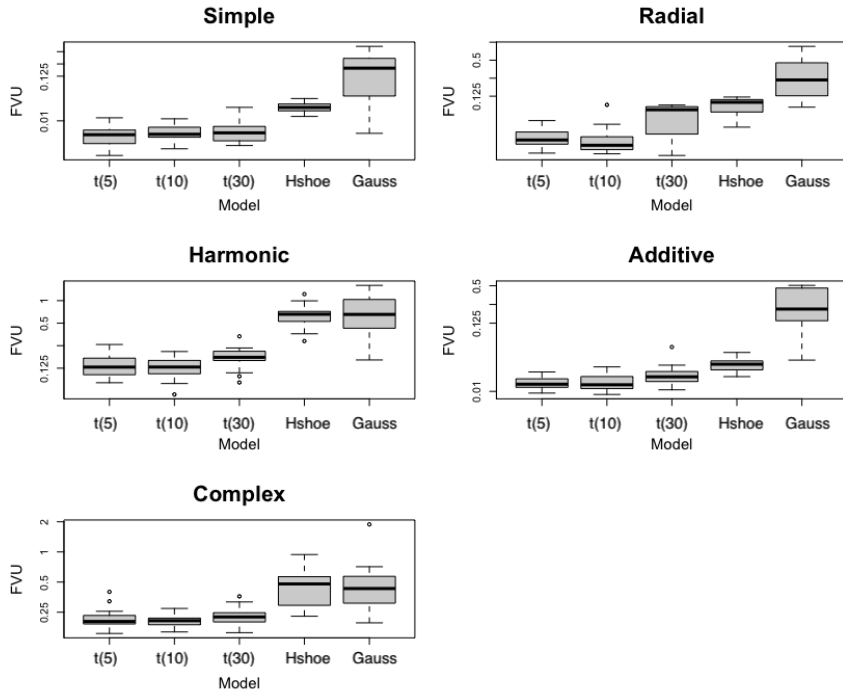 Simple
FVU
0.01 0.125
t(5) t(10) t(30) Hshoe Gauss
Model
Radial
FVU
0.125 0.5
t(5) t(10) t(30) Hshoe Gauss
Model
Harmonic
FVU
0.125 0.5 1
t(5) t(10) t(30) Hshoe Gauss
Model
Additive
FVU
0.01 0.125 0.5
t(5) t(10) t(30) Hshoe Gauss
Model
Complex
FVU
0.25 0.5 1 2
t(5) t(10) t(30) Hshoe Gauss
Model